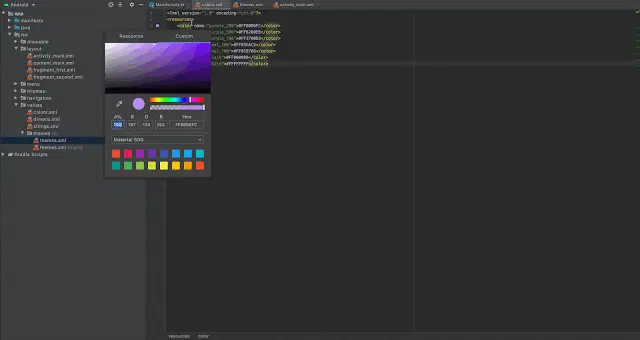 Android
MainActivity.kt
colors.xml
themes.xml
activity_main.xml
app
manifests
java
res
drawable
layout
activity_main.xml
content_main.xml
fragment_first.xml
fragment_second.xml
menu
mipmap
navigation
values
colors.xml
dimens.xml
strings.xml
themes
themes.xml
themes.xml
Gradle Scripts
<?xml version="1.0" encoding="utf-8"?>
<resources>
<color name="purple_200">#FFBB86FC</color>
Resources
Custom
A%
R
G
B
Hex
100
187
134
252
FFBB86FC
Material 500
resources
color